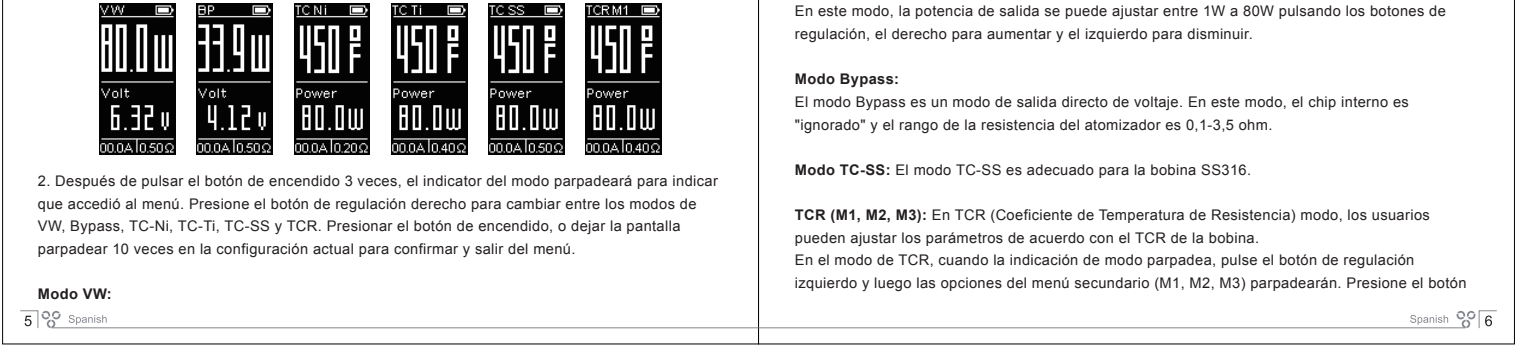 VW BP TC Ni TC Ti TC SS TCR M1
80.0W 33.9W 450°F 450°F 450°F 450°F
Volt Volt Power Power Power Power
6.32V 4.12V 80.0W 80.0W 80.0W 80.0W
00.0A 0.50Ω 00.0A 0.50Ω 00.0A 0.20Ω 00.0A 0.40Ω 00.0A 0.50Ω 00.0A 0.40Ω
2. Después de pulsar el botón de encendido 3 veces, el indicator del modo parpadeará para indicar
que accedió al menú. Presione el botón de regulación derecho para cambiar entre los modos de
VW, Bypass, TC-Ni, TC-Ti, TC-SS y TCR. Presionar el botón de encendido, o dejar la pantalla
parpadear 10 veces en la configuración actual para confirmar y salir del menú.
Modo VW:
5 Spanish
En este modo, la potencia de salida se puede ajustar entre 1W a 80W pulsando los botones de
regulación, el derecho para aumentar y el izquierdo para disminuir.
Modo Bypass:
El modo Bypass es un modo de salida directo de voltaje. En este modo, el chip interno es
"ignorado" y el rango de la resistencia del atomizador es 0,1-3,5 ohm.
Modo TC-SS: El modo TC-SS es adecuado para la bobina SS316.
TCR (M1, M2, M3): En TCR (Coeficiente de Temperatura de Resistencia) modo, los usuarios
pueden ajustar los parámetros de acuerdo con el TCR de la bobina.
En el modo de TCR, cuando la indicación de modo parpadea, pulse el botón de regulación
izquierdo y luego las opciones del menú secundario (M1, M2, M3) parpadearán. Presione el botón
Spanish 6